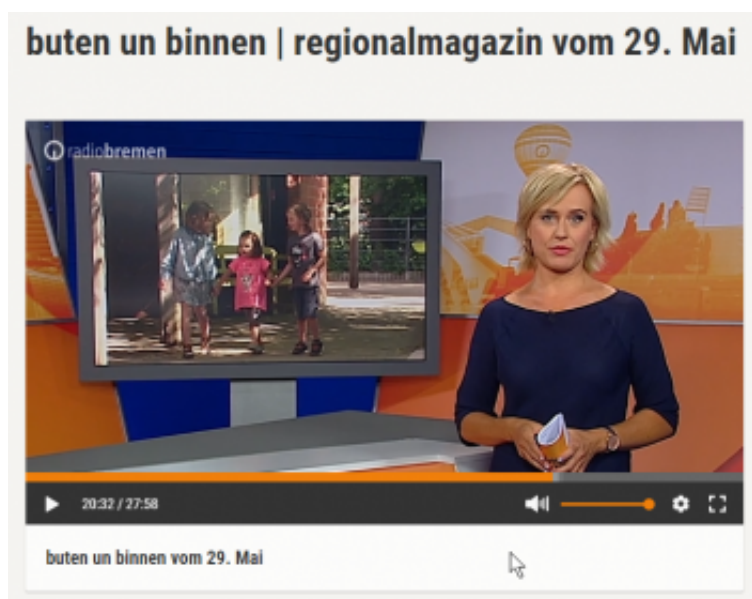 buten un binnen | regionalmagazin vom 29. Mai
radiobremen
20:32 / 27:58
buten un binnen vom 29. Mai